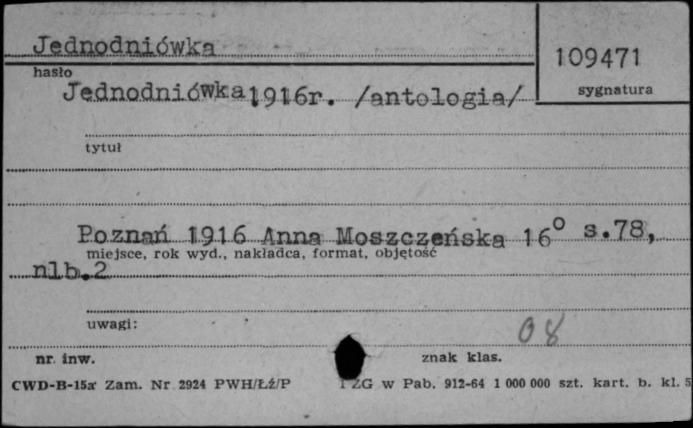 Jednodniówka
109471
hasło
sygnatura
Jednodniówka 1916r. /antologia/
tytuł
Poznań 1916 Anna Moszczeńska 16° s.78,
miejsce, rok wyd., nakładca, format, objętość
nlb.2
uwagi:
08
nr. inw.
znak klas.
CWD-B-15a Zam. Nr 2924 PWH/Łź/P
ZG w Pab. 912-64 1 000 000 szt. kart. b. kl. 5